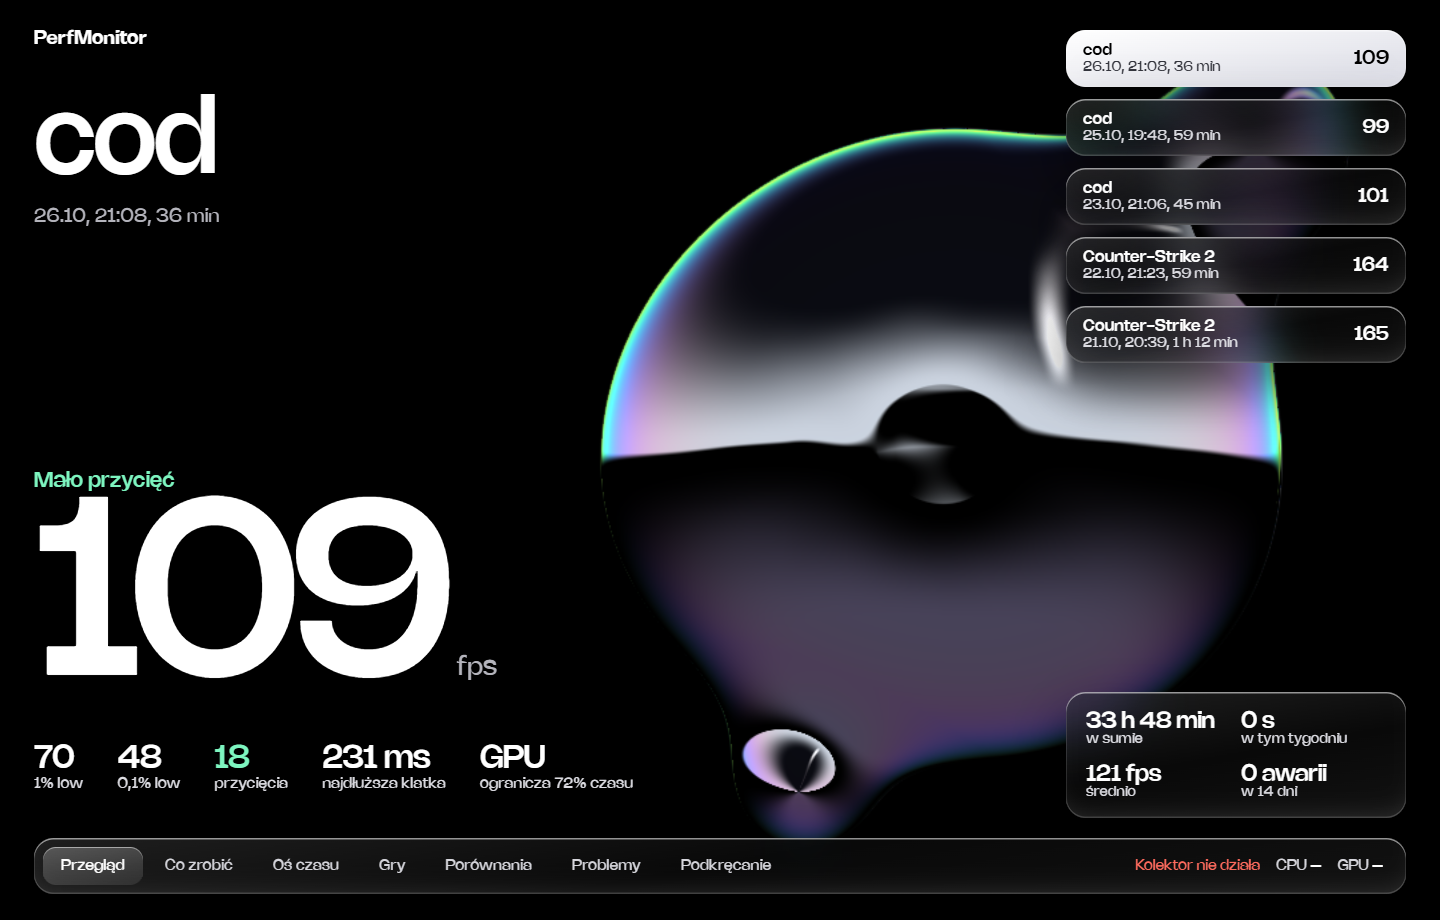 PerfMonitor
cod
26.10, 21:08, 36 min
cod
26.10, 21:08, 36 min
109
cod
25.10, 19:48, 59 min
99
cod
23.10, 21:06, 45 min
101
Counter-Strike 2
22.10, 21:23, 59 min
164
Counter-Strike 2
21.10, 20:39, 1 h 12 min
165
Mało przycięć
109 fps
70
1% low
48
0,1% low
18
przycięcia
231 ms
najdłuższa klatka
GPU
ogranicza 72% czasu
33 h 48 min
w sumie
0 s
w tym tygodniu
121 fps
średnio
0 awarii
w 14 dni
Przegląd Co zrobić Oś czasu Gry Porównania Problemy Podkręcanie
Kolektor nie działa CPU — GPU —